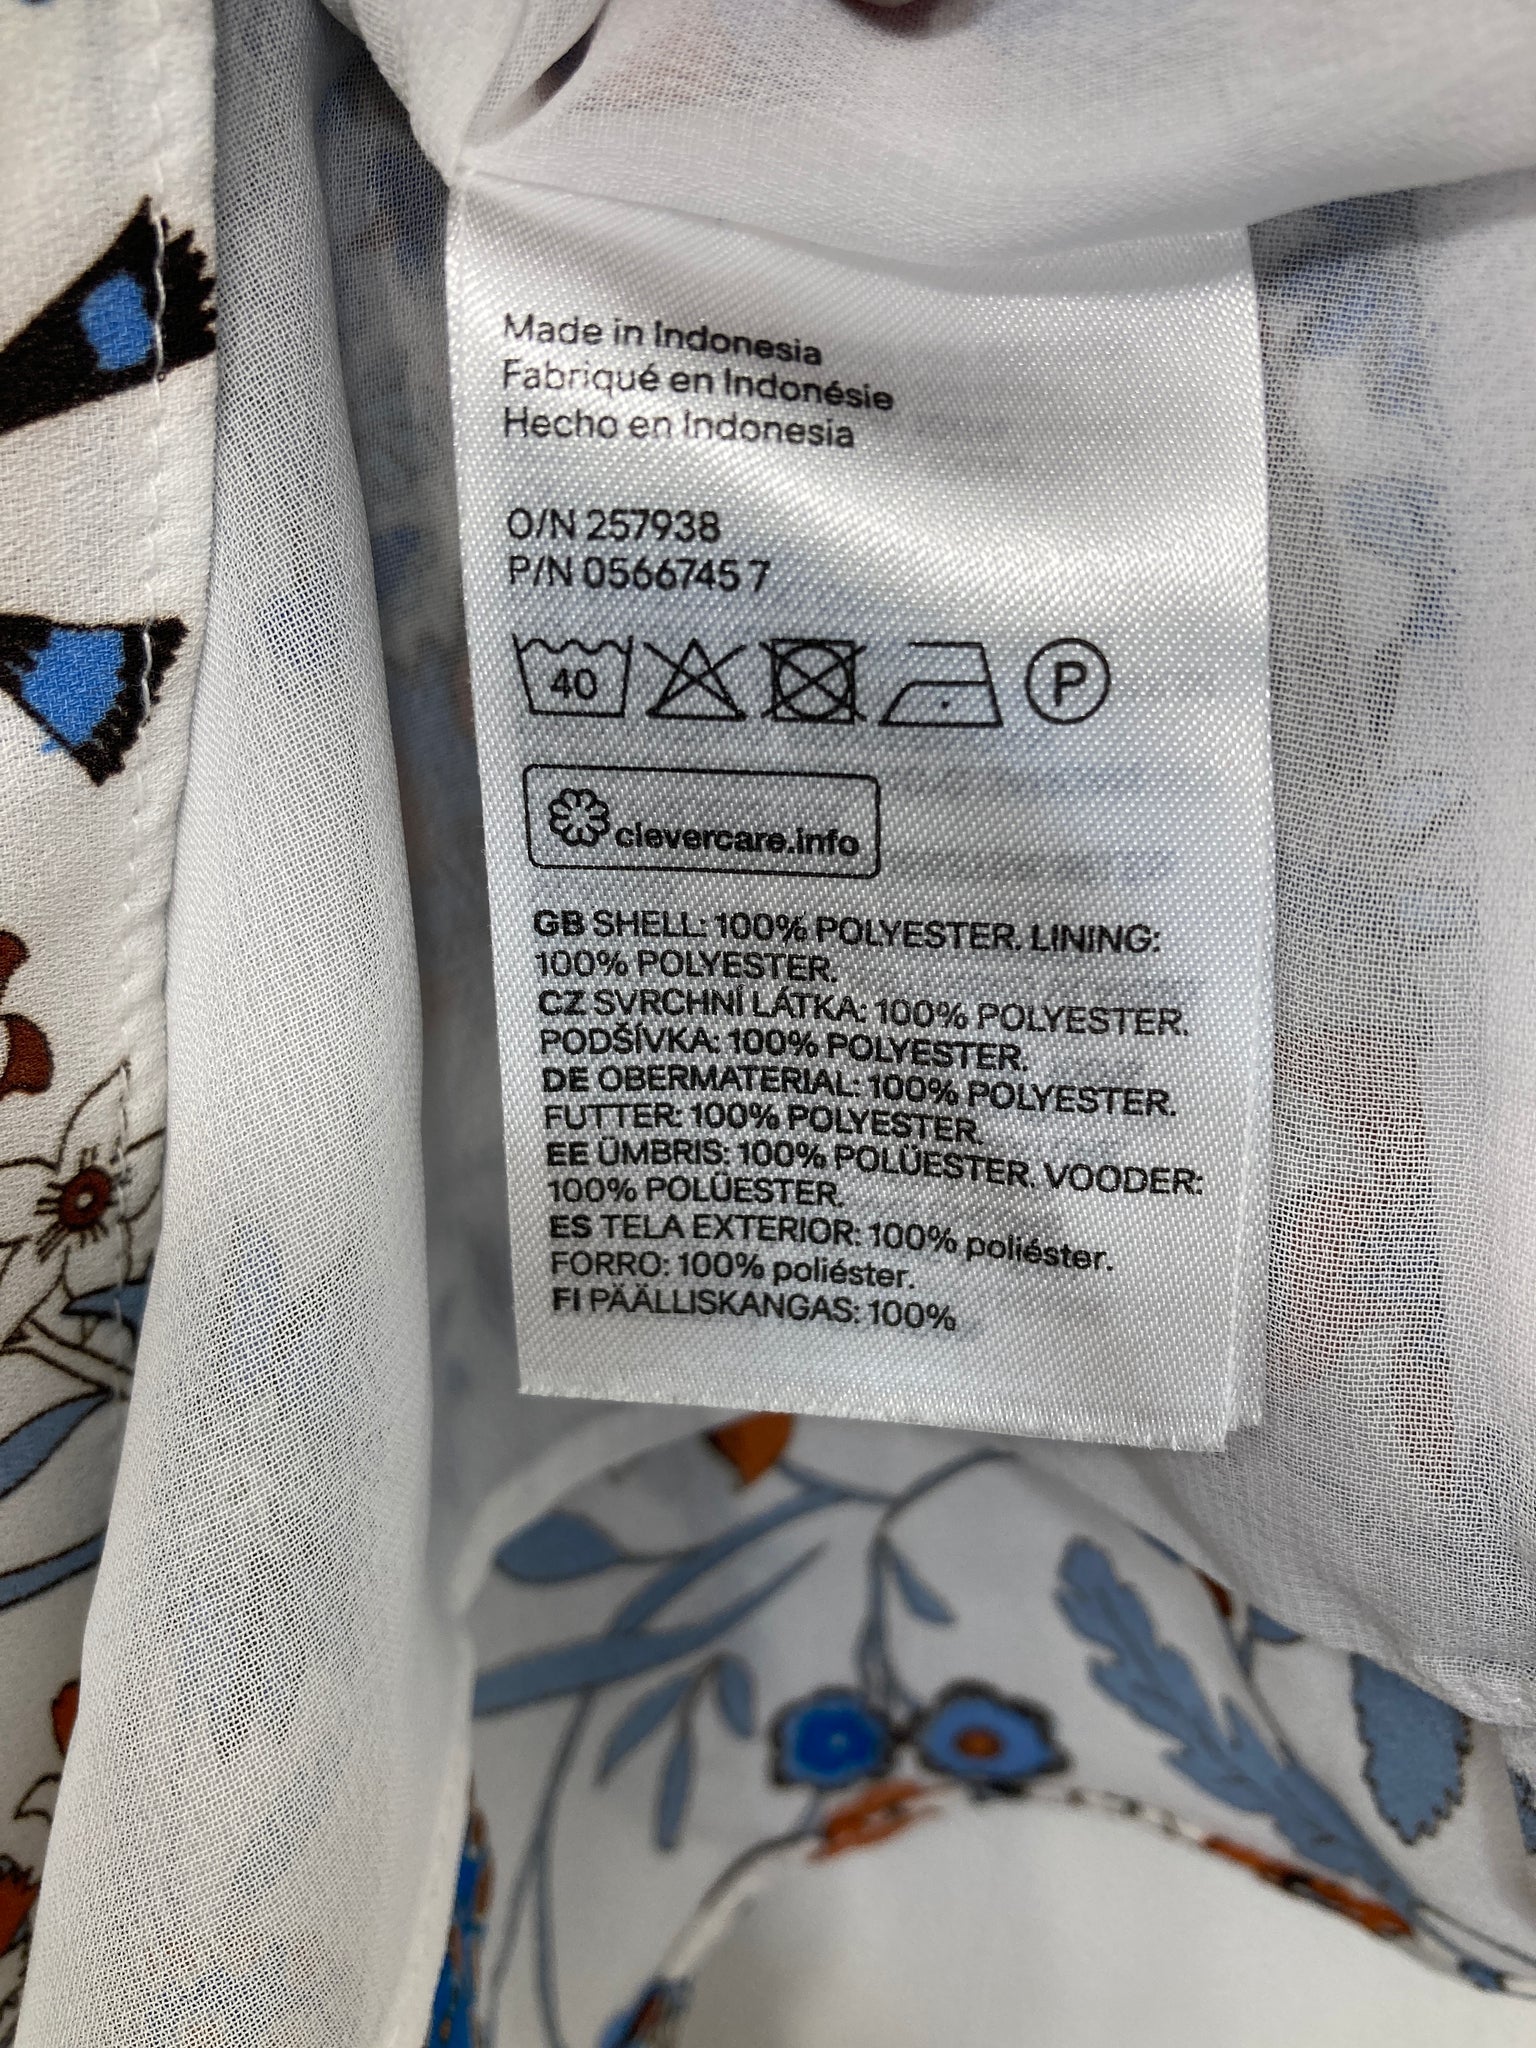 Made in Indonesia
Fabriqué en Indonésie
Hecho en Indonesia
O/N 257938
P/N 0566745 7
40 P
clevercare.info
GB SHELL: 100% POLYESTER. LINING:
100% POLYESTER.
CZ SVRCHNÍ LÁTKA: 100% POLYESTER.
PODŠÍVKA: 100% POLYESTER.
DE OBERMATERIAL: 100% POLYESTER.
FUTTER: 100% POLYESTER.
EE ÜMBRIS: 100% POLÜESTER. VOODER:
100% POLÜESTER.
ES TELA EXTERIOR: 100% poliéster.
FORRO: 100% poliéster.
FI PÄÄLLISKANGAS: 100%